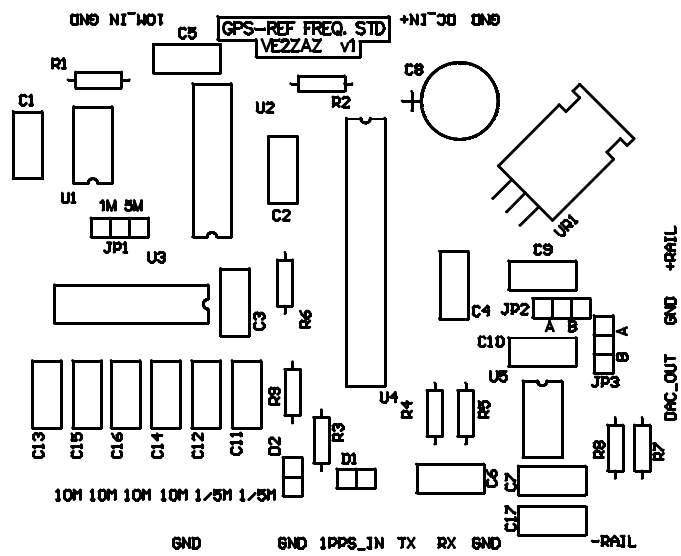 10M_IN GND
GPS-REF FREQ. STD
VE2ZAZ v1
GND DC_IN+
C5
R1
C8
C1
U2
R2
U1
1M 5M
C2
VR1
JP1
U3
+RAIL
C9
C4
JP2
GND
C3
R6
A B
A
C10
B
U5
JP3
DAC_OUT
R9
U4
R4
R5
R3
C13
C15
C16
C14
C12
C11
D2
D1
R8
R7
C6
C7
10M 10M 10M 10M 1/5M 1/5M
C17
GND
GND 1PPS_IN TX RX GND
-RAIL